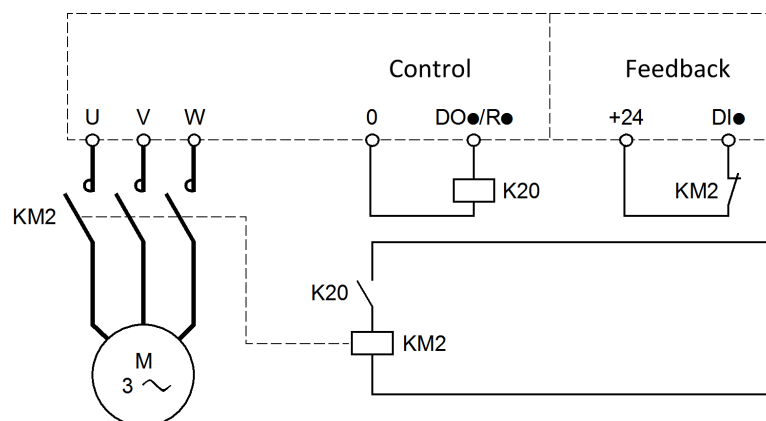 Control Feedback
U V W 0 DO●/R● +24 DI●
K20 KM2
KM2
K20
KM2
M
3